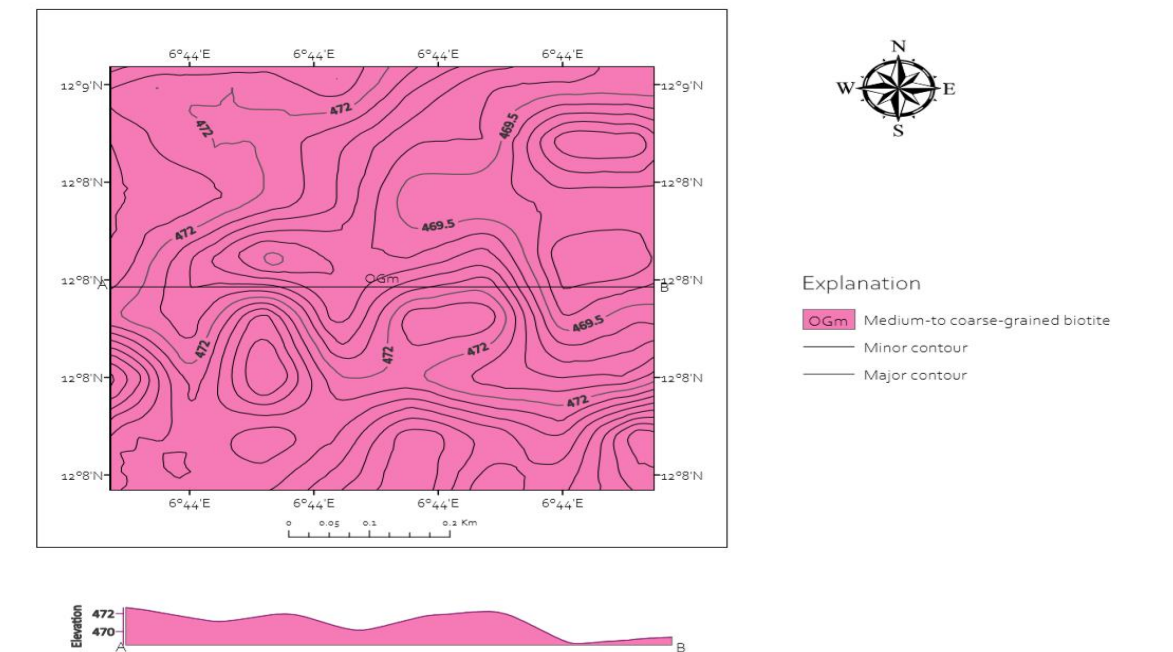 6°44'E 6°44'E 6°44'E 6°44'E
12°9'N 12°9'N
472
472
469.5
12°8'N 12°8'N
472
469.5
OGm
12°8'N 12°8'N
A B
469.5
472
472
472
12°8'N 12°8'N
472
12°8'N 12°8'N
6°44'E 6°44'E 6°44'E 6°44'E
0 0.05 0.1 0.2 Km
N
W E
S
Explanation
OGm Medium-to coarse-grained biotite
Minor contour
Major contour
Elevation
472
470
A B